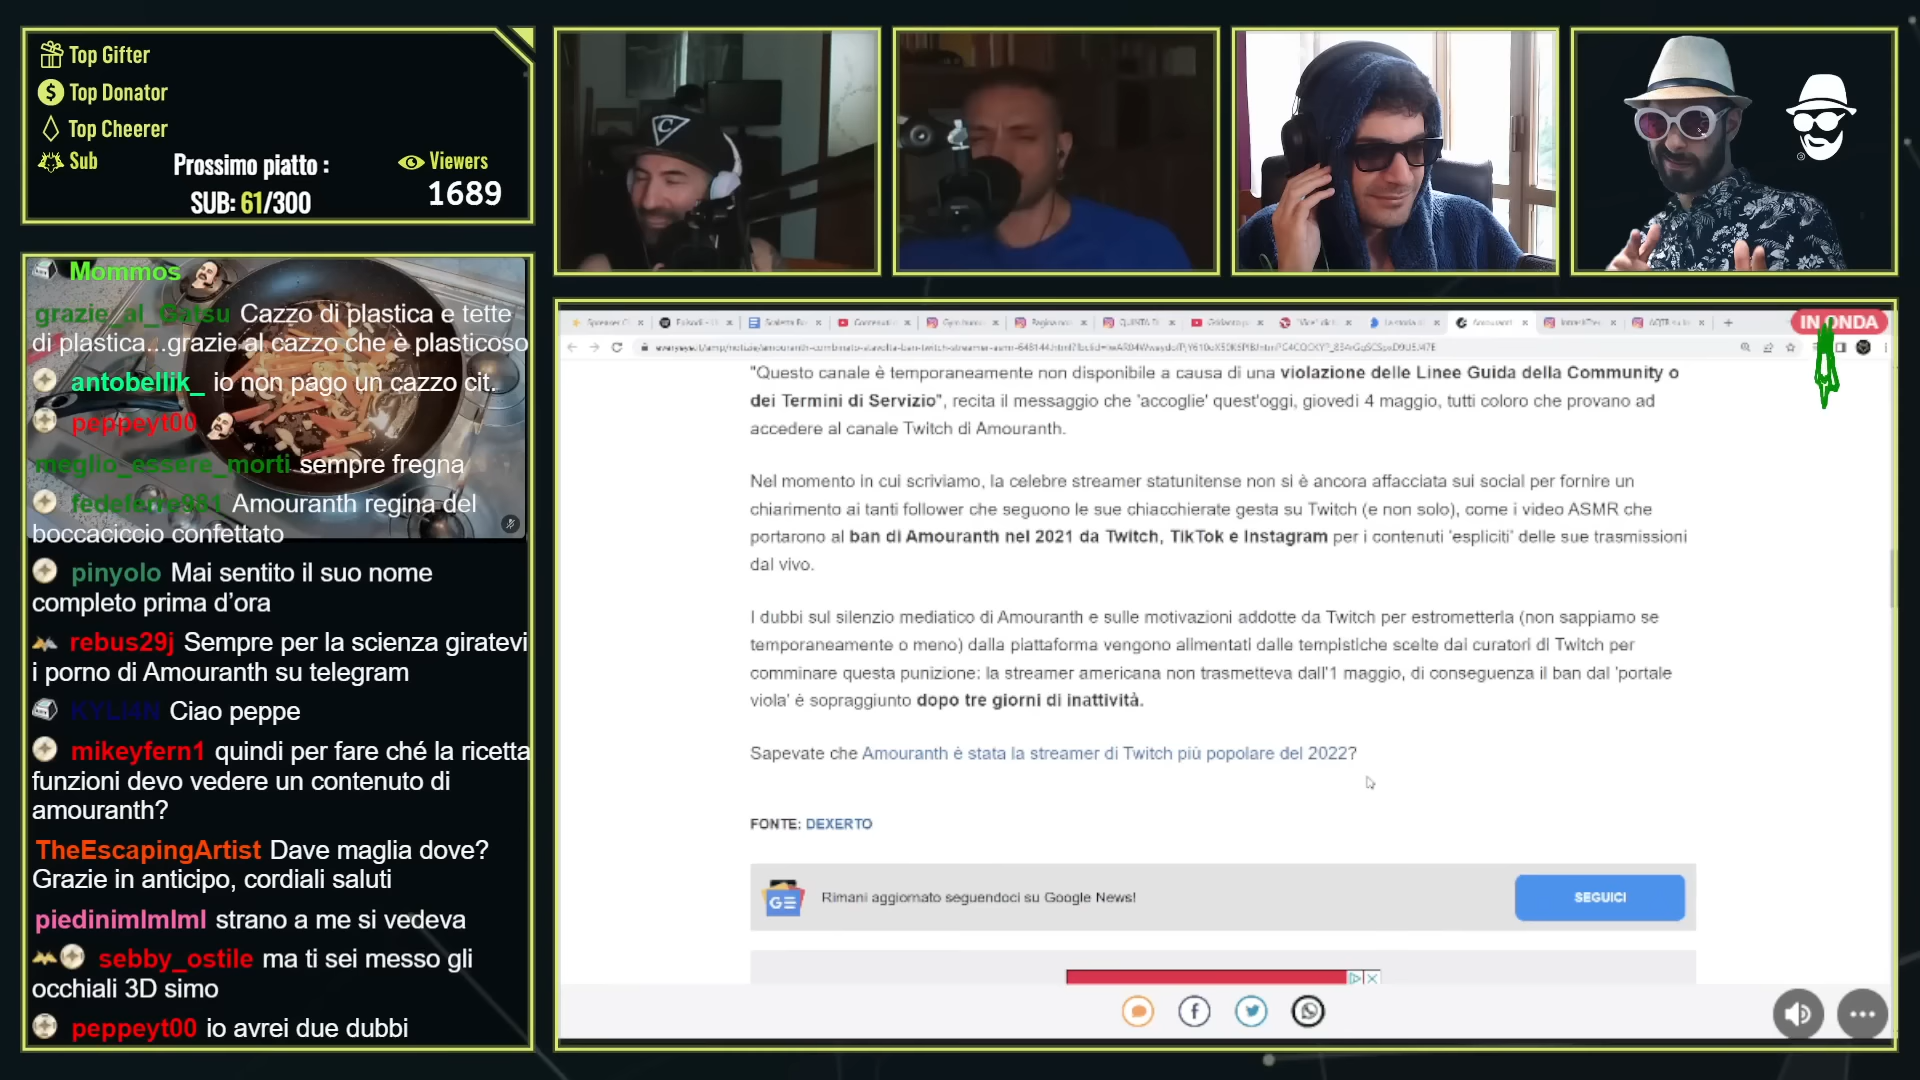 Top Gifter
Top Donator
Top Cheerer
Sub
Prossimo piatto :
SUB: 61/300
Viewers
1689
Mommos
grazie_al_Gatsu Cazzo di plastica e tette
di plastica...grazie al cazzo che è plasticoso
antobellik_ io non pago un cazzo cit.
peppeyt00
meglio_essere_morti sempre fregna
fedeferre981 Amouranth regina del
boccaciccio confettato
pinyolo Mai sentito il suo nome
completo prima d'ora
rebus29j Sempre per la scienza giratevi
i porno di Amouranth su telegram
KYLI4N Ciao peppe
mikeyfern1 quindi per fare ché la ricetta
funzioni devo vedere un contenuto di
amouranth?
TheEscapingArtist Dave maglia dove?
Grazie in anticipo, cordiali saluti
piedinimlmlml strano a me si vedeva
sebby_ostile ma ti sei messo gli
occhiali 3D simo
peppeyt00 io avrei due dubbi
C
IN ONDA
"Questo canale è temporaneamente non disponibile a causa di una violazione delle Linee Guida della Community o
dei Termini di Servizio", recita il messaggio che 'accoglie' quest'oggi, giovedì 4 maggio, tutti coloro che provano ad
accedere al canale Twitch di Amouranth.
Nel momento in cui scriviamo, la celebre streamer statunitense non si è ancora affacciata sui social per fornire un
chiarimento ai tanti follower che seguono le sue chiacchierate gesta su Twitch (e non solo), come i video ASMR che
portarono al ban di Amouranth nel 2021 da Twitch, TikTok e Instagram per i contenuti 'espliciti' delle sue trasmissioni
dal vivo.
I dubbi sul silenzio mediatico di Amouranth e sulle motivazioni addotte da Twitch per estrometterla (non sappiamo se
temporaneamente o meno) dalla piattaforma vengono alimentati dalle tempistiche scelte dai curatori di Twitch per
comminare questa punizione: la streamer americana non trasmetteva dall'1 maggio, di conseguenza il ban dal 'portale
viola' è sopraggiunto dopo tre giorni di inattività.
Sapevate che Amouranth è stata la streamer di Twitch più popolare del 2022?
FONTE: DEXERTO
Rimani aggiornato seguendoci su Google News!
SEGUICI